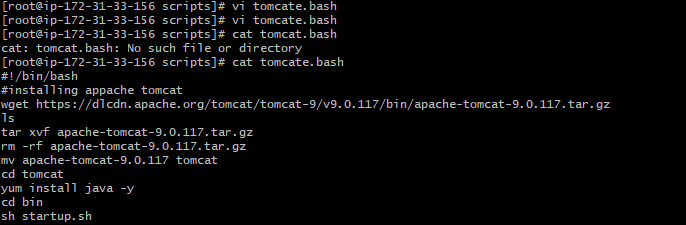 [root@ip-172-31-33-156 scripts]# vi tomcate.bash
[root@ip-172-31-33-156 scripts]# vi tomcate.bash
[root@ip-172-31-33-156 scripts]# cat tomcat.bash
cat: tomcat.bash: No such file or directory
[root@ip-172-31-33-156 scripts]# cat tomcate.bash
#!/bin/bash
#installing appache tomcat
wget https://dlcdn.apache.org/tomcat/tomcat-9/v9.0.117/bin/apache-tomcat-9.0.117.tar.gz
ls
tar xvf apache-tomcat-9.0.117.tar.gz
rm -rf apache-tomcat-9.0.117.tar.gz
mv apache-tomcat-9.0.117 tomcat
cd tomcat
yum install java -y
cd bin
sh startup.sh